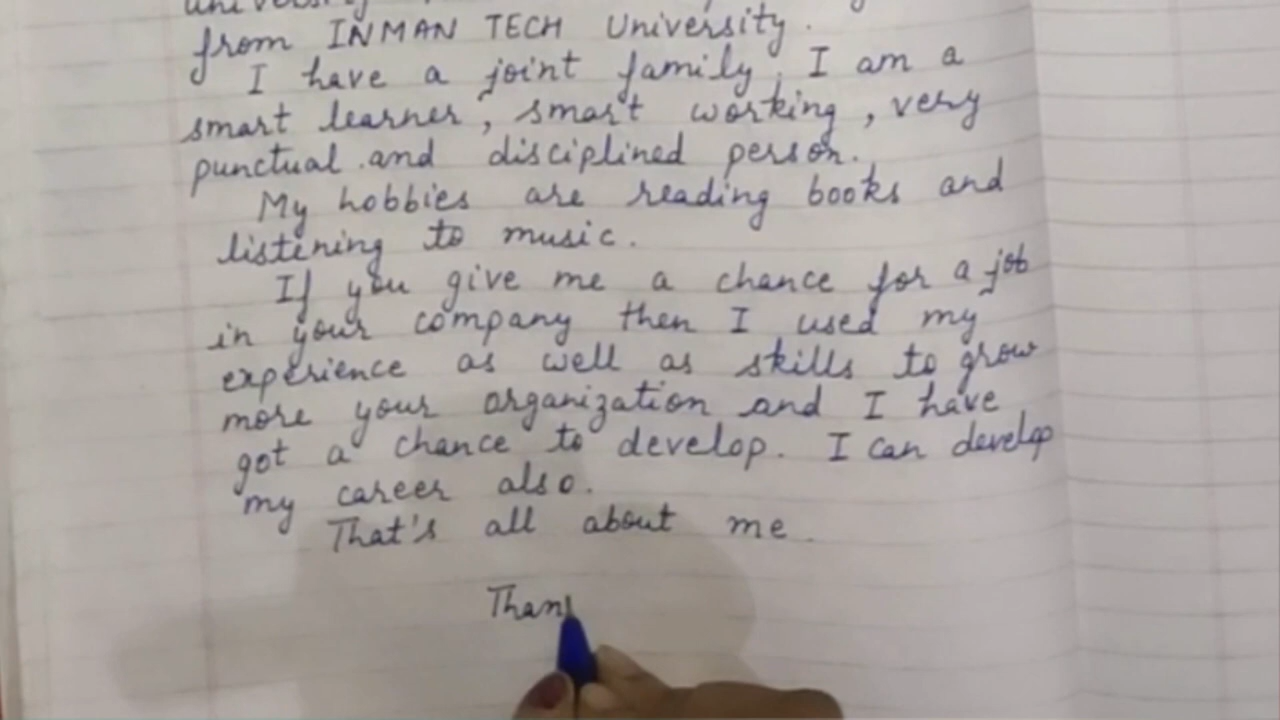 from INMAN TECH University.
I have a joint family, I am a
smart learner, smart working, very
punctual and disciplined person.
My hobbies are reading books and
listening to music.
If you give me a chance for a job
in your company then I used my
experience as well as skills to grow
more your organization and I have
got a chance to develop. I can develop
my career also.
That's all about me.
Than